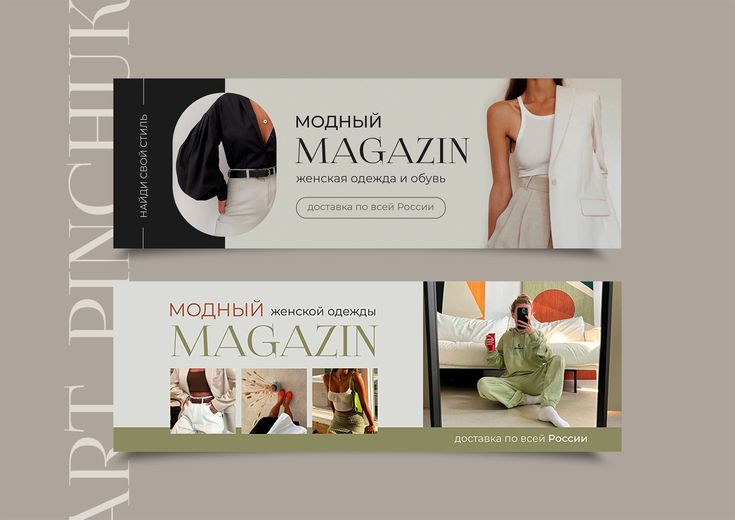 ART PINCHUK
НАЙДИ СВОЙ СТИЛЬ
МОДНЫЙ
MAGAZIN
женская одежда и обувь
доставка по всей России
МОДНЫЙ женской одежды
MAGAZIN
доставка по всей России